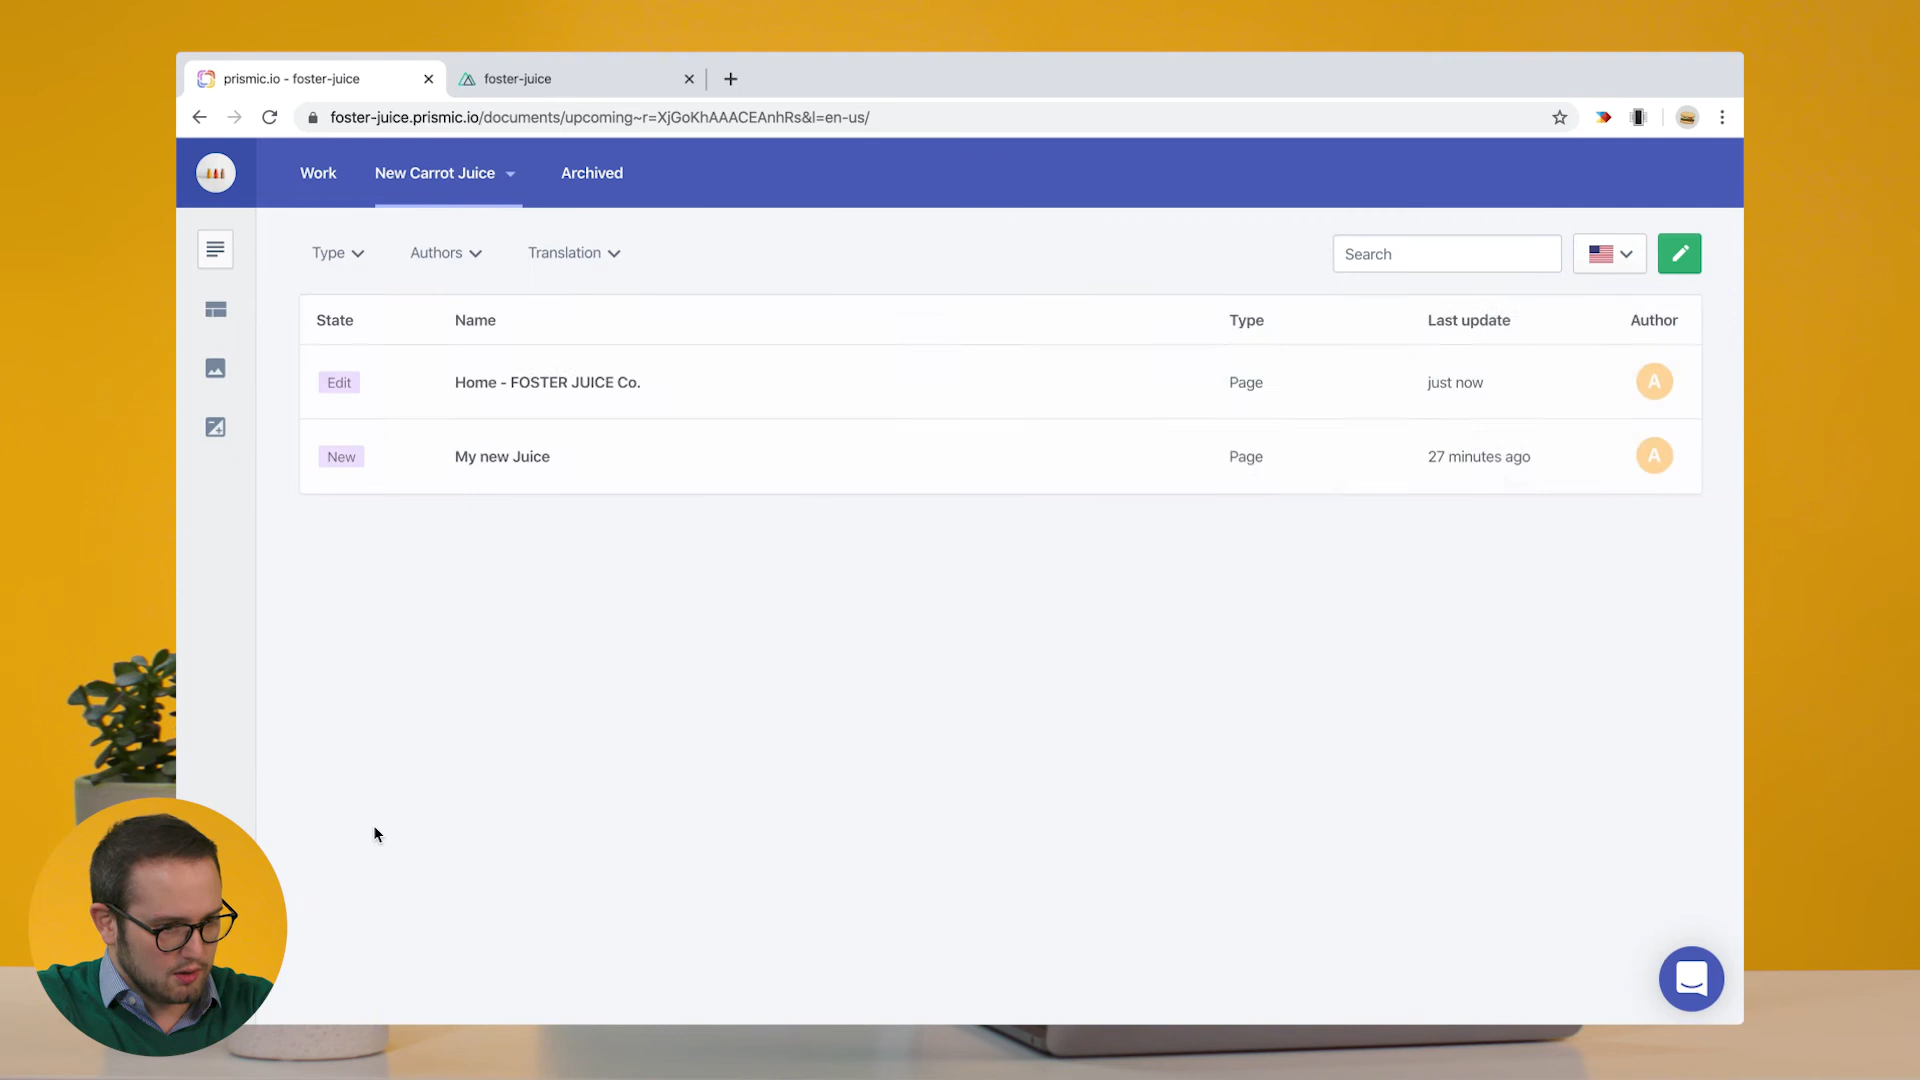 prismic.io - foster-juice
foster-juice
foster-juice.prismic.io/documents/upcoming~r=XjGoKhAAACEAnhRs&l=en-us/
Work
New Carrot Juice
Archived
Type
Authors
Translation
Search
State
Name
Type
Last update
Author
Edit
Home - FOSTER JUICE Co.
Page
just now
A
New
My new Juice
Page
27 minutes ago
A